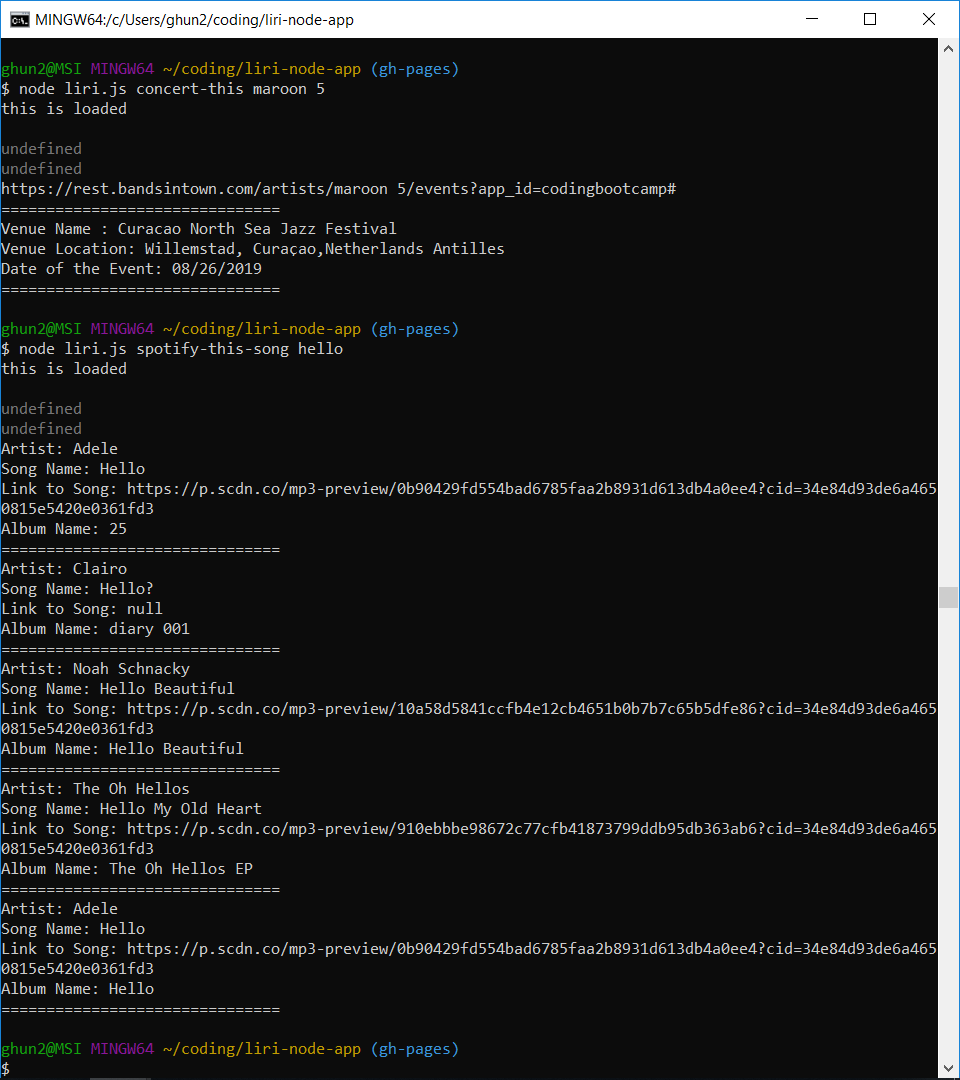 MINGW64:/c/Users/ghun2/coding/liri-node-app
ghun2@MSI MINGW64 ~/coding/liri-node-app (gh-pages)
$ node liri.js concert-this maroon 5
this is loaded
undefined
undefined
https://rest.bandsintown.com/artists/maroon 5/events?app_id=codingbootcamp#
===============================
Venue Name : Curacao North Sea Jazz Festival
Venue Location: Willemstad, Curaçao,Netherlands Antilles
Date of the Event: 08/26/2019
===============================
ghun2@MSI MINGW64 ~/coding/liri-node-app (gh-pages)
$ node liri.js spotify-this-song hello
this is loaded
undefined
undefined
Artist: Adele
Song Name: Hello
Link to Song: https://p.scdn.co/mp3-preview/0b90429fd554bad6785faa2b8931d613db4a0ee4?cid=34e84d93de6a465
0815e5420e0361fd3
Album Name: 25
===============================
Artist: Clairo
Song Name: Hello?
Link to Song: null
Album Name: diary 001
===============================
Artist: Noah Schnacky
Song Name: Hello Beautiful
Link to Song: https://p.scdn.co/mp3-preview/10a58d5841ccfb4e12cb4651b0b7b7c65b5dfe86?cid=34e84d93de6a465
0815e5420e0361fd3
Album Name: Hello Beautiful
===============================
Artist: The Oh Hellos
Song Name: Hello My Old Heart
Link to Song: https://p.scdn.co/mp3-preview/910ebbbe98672c77cfb41873799ddb95db363ab6?cid=34e84d93de6a465
0815e5420e0361fd3
Album Name: The Oh Hellos EP
===============================
Artist: Adele
Song Name: Hello
Link to Song: https://p.scdn.co/mp3-preview/0b90429fd554bad6785faa2b8931d613db4a0ee4?cid=34e84d93de6a465
0815e5420e0361fd3
Album Name: Hello
===============================
ghun2@MSI MINGW64 ~/coding/liri-node-app (gh-pages)
$